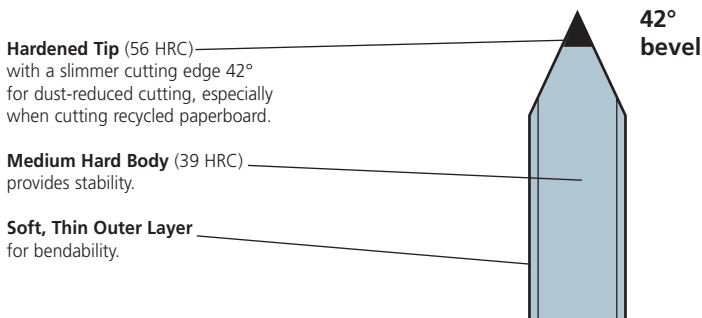 42°
bevel
Hardened Tip (56 HRC)
with a slimmer cutting edge 42°
for dust-reduced cutting, especially
when cutting recycled paperboard.
Medium Hard Body (39 HRC)
provides stability.
Soft, Thin Outer Layer
for bendability.